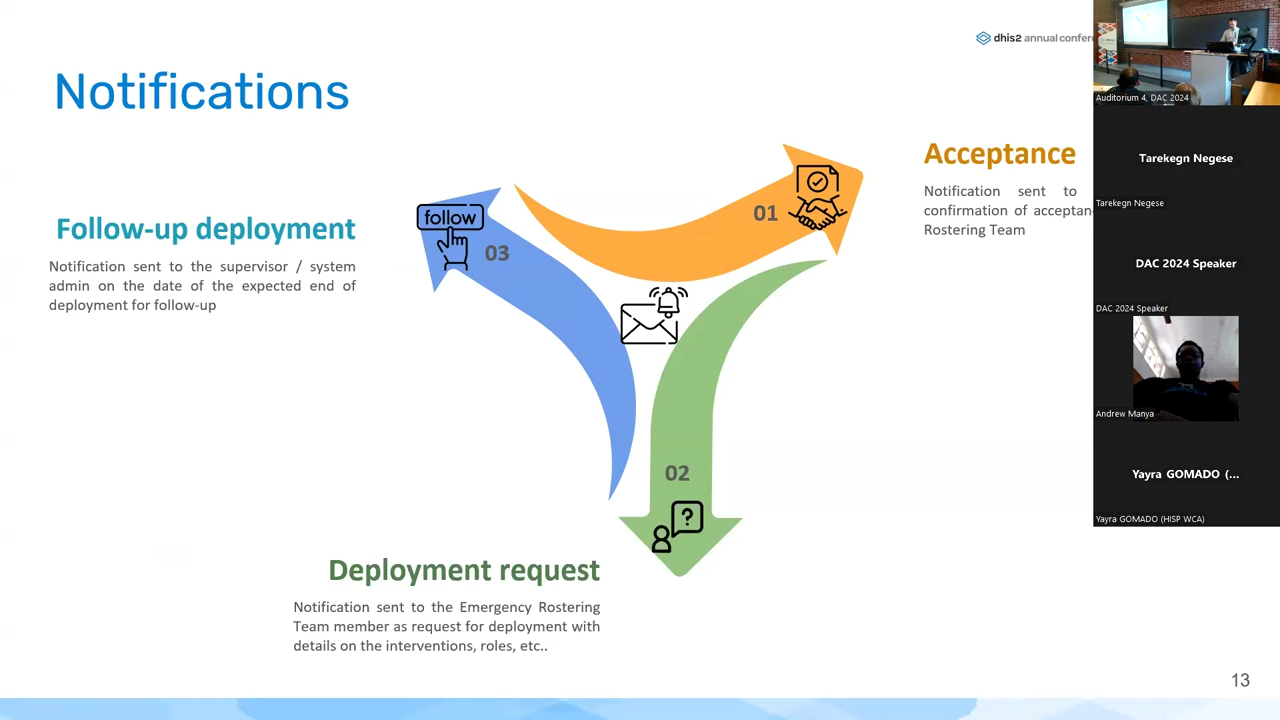 dhis2 annual confere
Notifications
Auditorium 4, DAC 2024
Acceptance
Notification sent to
confirmation of acceptan
Rostering Team
01
Follow-up deployment
Notification sent to the supervisor / system
admin on the date of the expected end of
deployment for follow-up
follow
03
02
?
Deployment request
Notification sent to the Emergency Rostering
Team member as request for deployment with
details on the interventions, roles, etc..
Tarekegn Negese
Tarekegn Negese
DAC 2024 Speaker
DAC 2024 Speaker
Andrew Manya
Yayra GOMADO (...
Yayra GOMADO (HISP WCA)
13